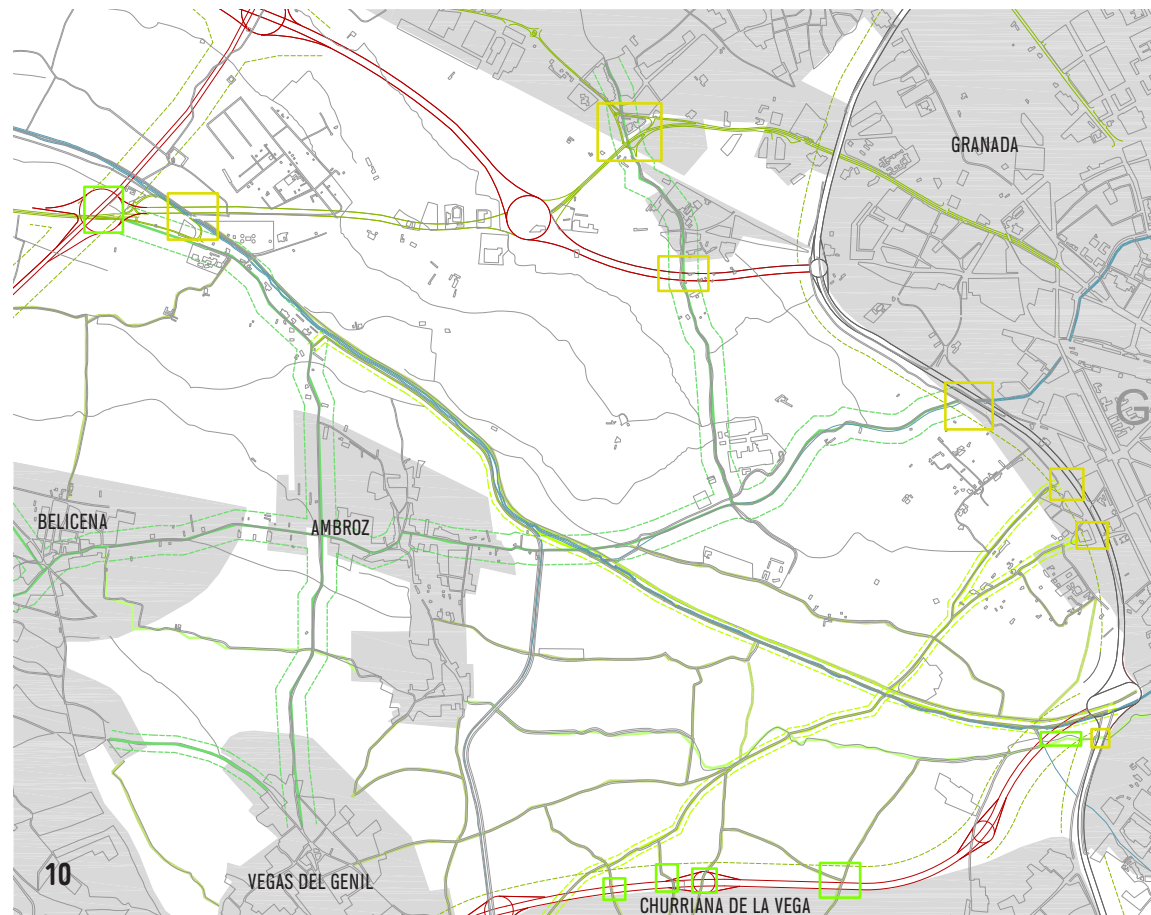 GRANADA
G
BELICENA
AMBROZ
10
VEGAS DEL GENIL
CHURRIANA DE LA VEGA